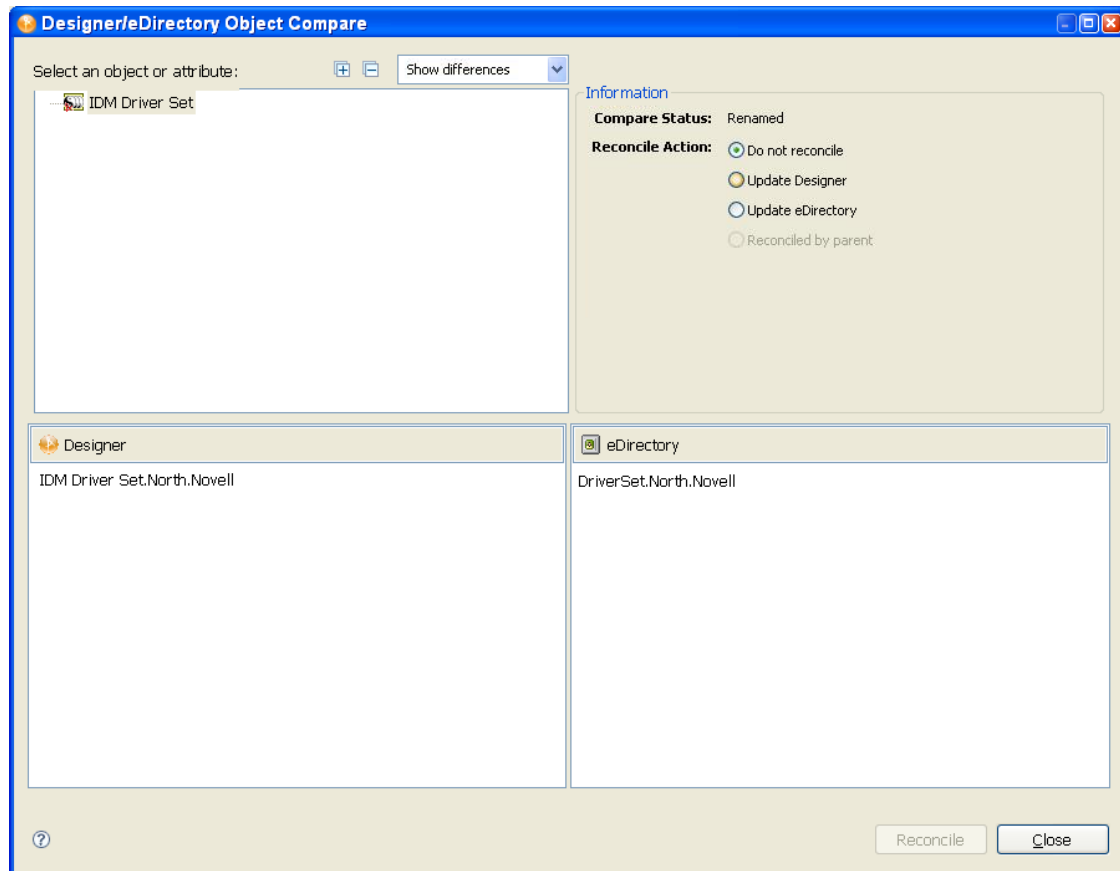 Designer/eDirectory Object Compare
Select an object or attribute:
Show differences
IDM Driver Set
Information
Compare Status: Renamed
Reconcile Action: Do not reconcile
Update Designer
Update eDirectory
Reconciled by parent
Designer
IDM Driver Set.North.Novell
eDirectory
DriverSet.North.Novell
?
Reconcile
Close